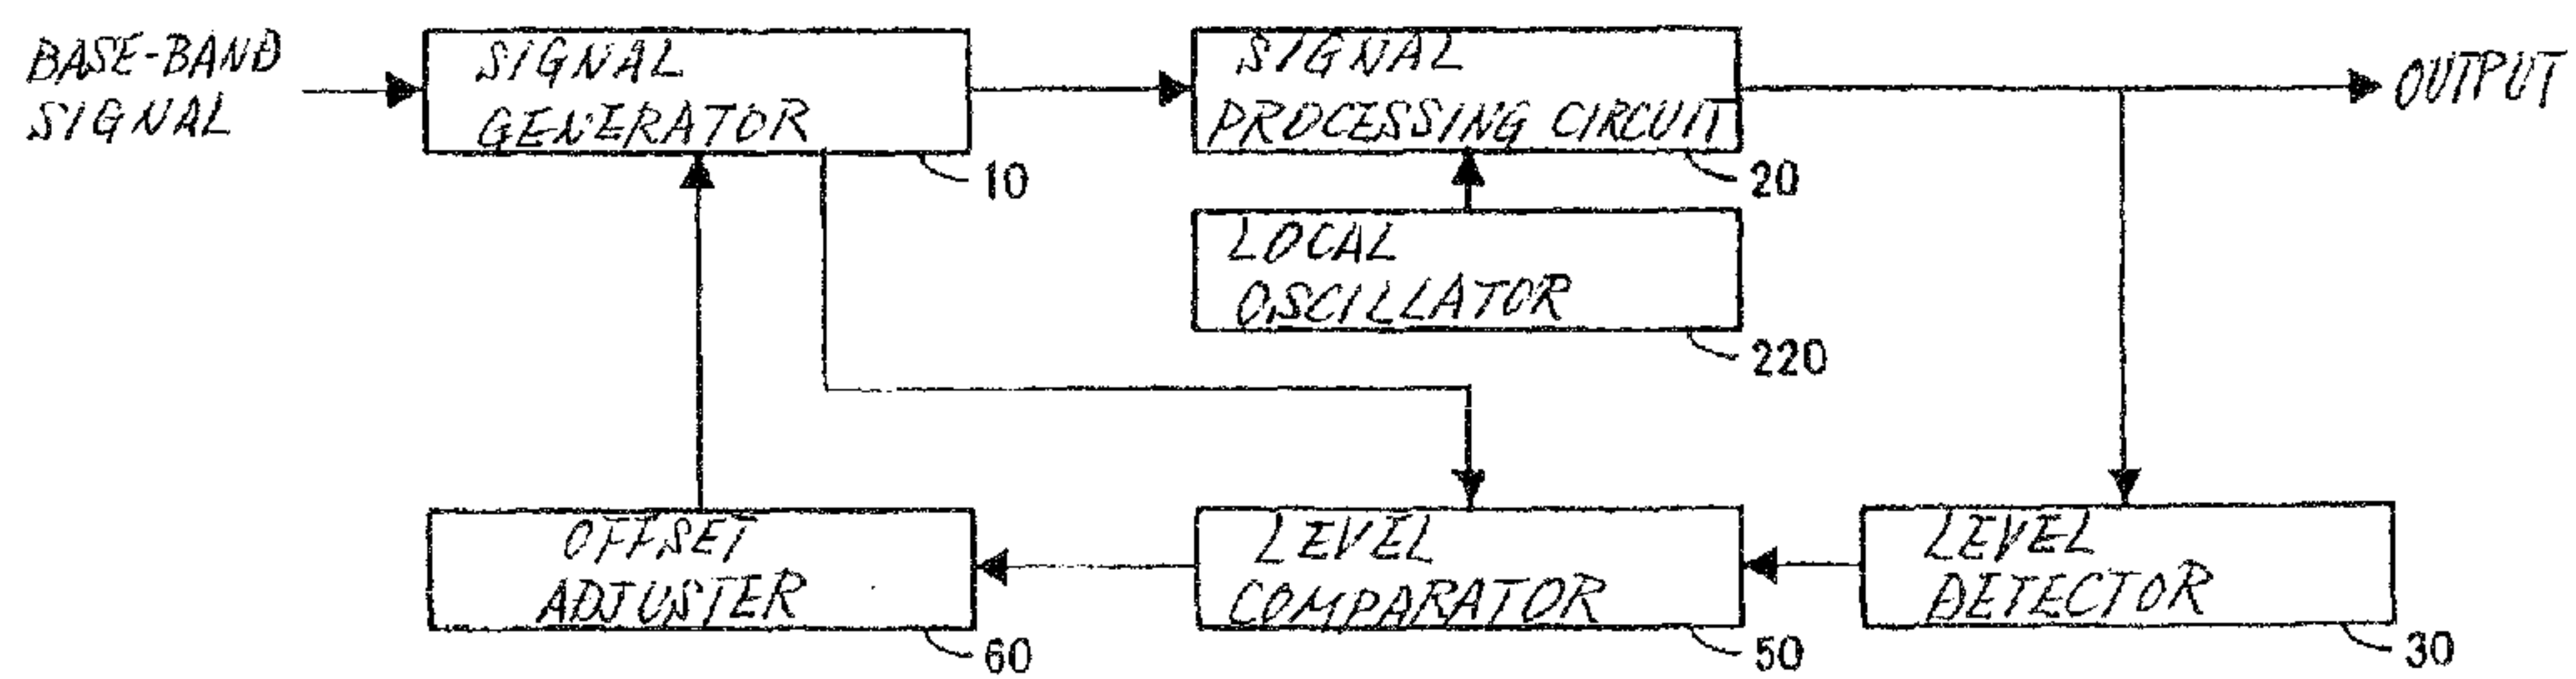 BASE-BAND
SIGNAL
SIGNAL
GENERATOR
10
SIGNAL
PROCESSING CIRCUIT
20
OUTPUT
LOCAL
OSCILLATOR
220
OFFSET
ADJUSTER
60
LEVEL
COMPARATOR
50
LEVEL
DETECTOR
30